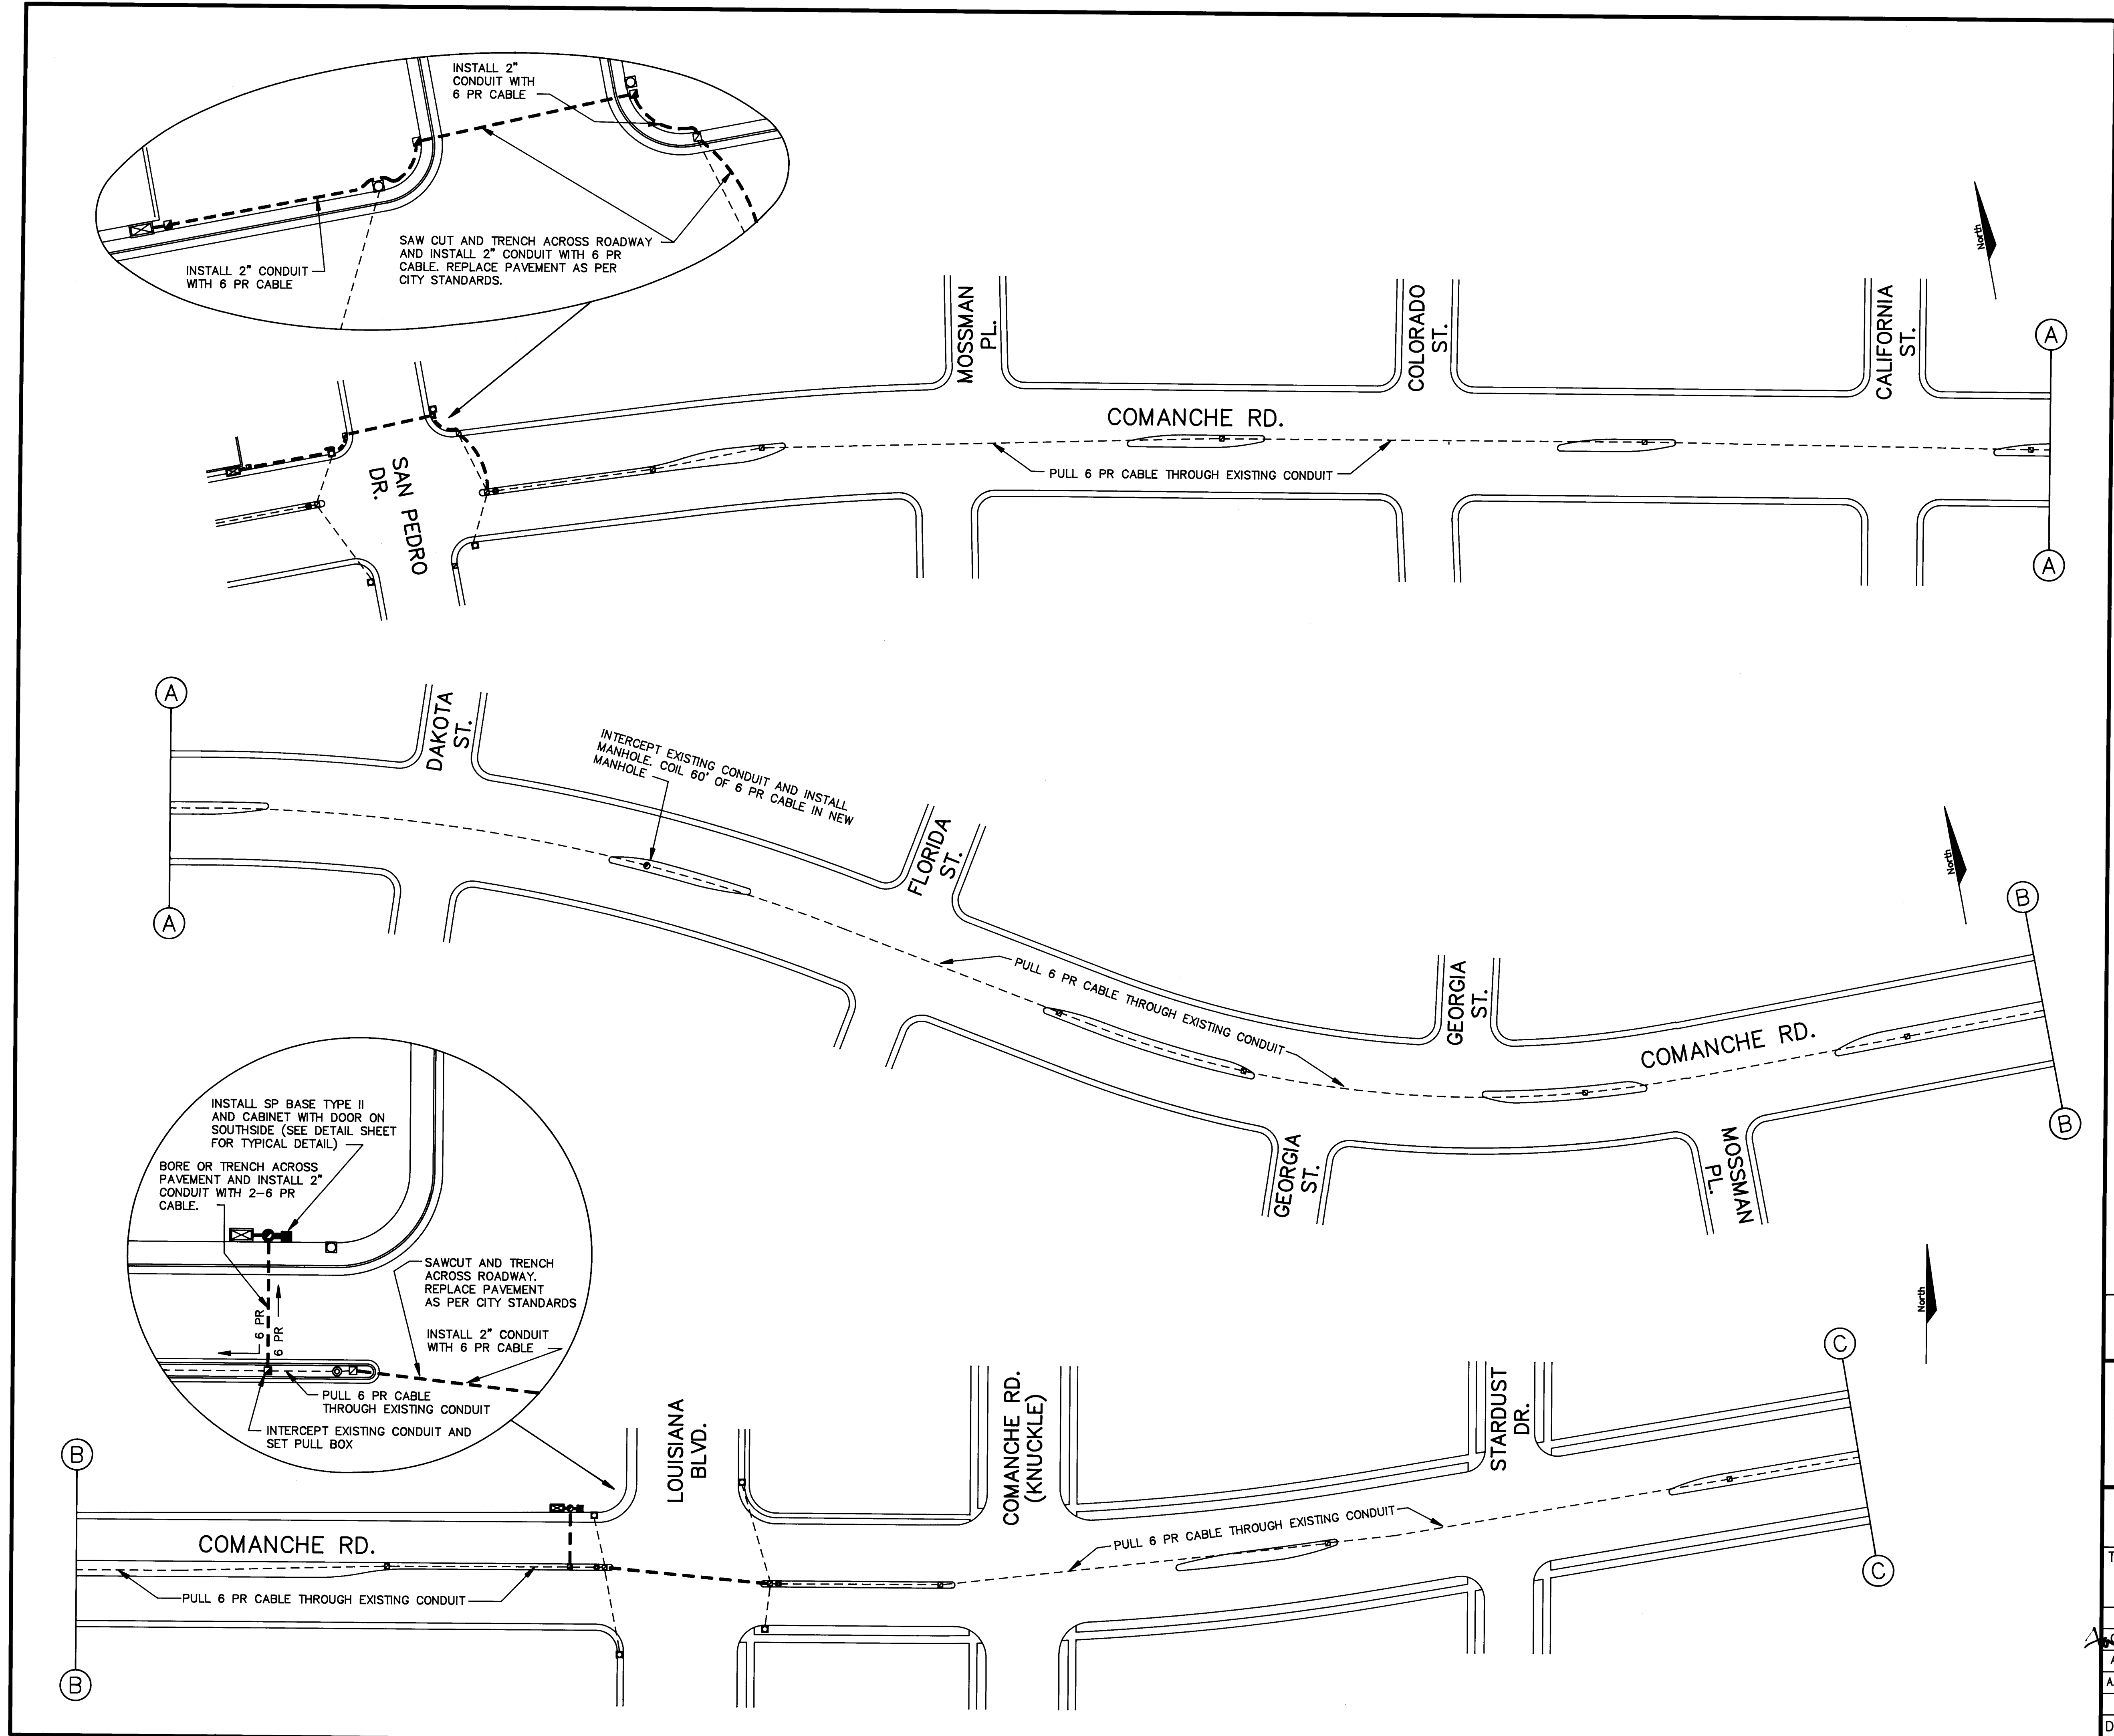 INSTALL 2"
CONDUIT WITH
6 PR CABLE
SAW CUT AND TRENCH ACROSS ROADWAY
AND INSTALL 2" CONDUIT WITH 6 PR
CABLE. REPLACE PAVEMENT AS PER
CITY STANDARDS.
INSTALL 2" CONDUIT
WITH 6 PR CABLE
North
MOSSMAN
PL.
COLORADO
ST.
CALIFORNIA
ST.
A
COMANCHE RD.
SAN PEDRO
DR.
PULL 6 PR CABLE THROUGH EXISTING CONDUIT
A
A
DAKOTA
ST.
INTERCEPT EXISTING CONDUIT AND INSTALL
MANHOLE. COIL 60' OF 6 PR CABLE IN NEW
MANHOLE
FLORIDA
ST.
North
A
B
PULL 6 PR CABLE THROUGH EXISTING CONDUIT
GEORGIA
ST.
COMANCHE RD.
B
GEORGIA
ST.
MOSSMAN
PL.
INSTALL SP BASE TYPE II
AND CABINET WITH DOOR ON
SOUTHSIDE (SEE DETAIL SHEET
FOR TYPICAL DETAIL)
BORE OR TRENCH ACROSS
PAVEMENT AND INSTALL 2"
CONDUIT WITH 2-6 PR
CABLE.
SAWCUT AND TRENCH
ACROSS ROADWAY.
REPLACE PAVEMENT
AS PER CITY STANDARDS
6 PR
6 PR
INSTALL 2" CONDUIT
WITH 6 PR CABLE
PULL 6 PR CABLE
THROUGH EXISTING CONDUIT
INTERCEPT EXISTING CONDUIT AND
SET PULL BOX
North
B
LOUISIANA
BLVD.
COMANCHE RD.
(KNUCKLE)
STARDUST
DR.
C
COMANCHE RD.
PULL 6 PR CABLE THROUGH EXISTING CONDUIT
PULL 6 PR CABLE THROUGH EXISTING CONDUIT
C
B